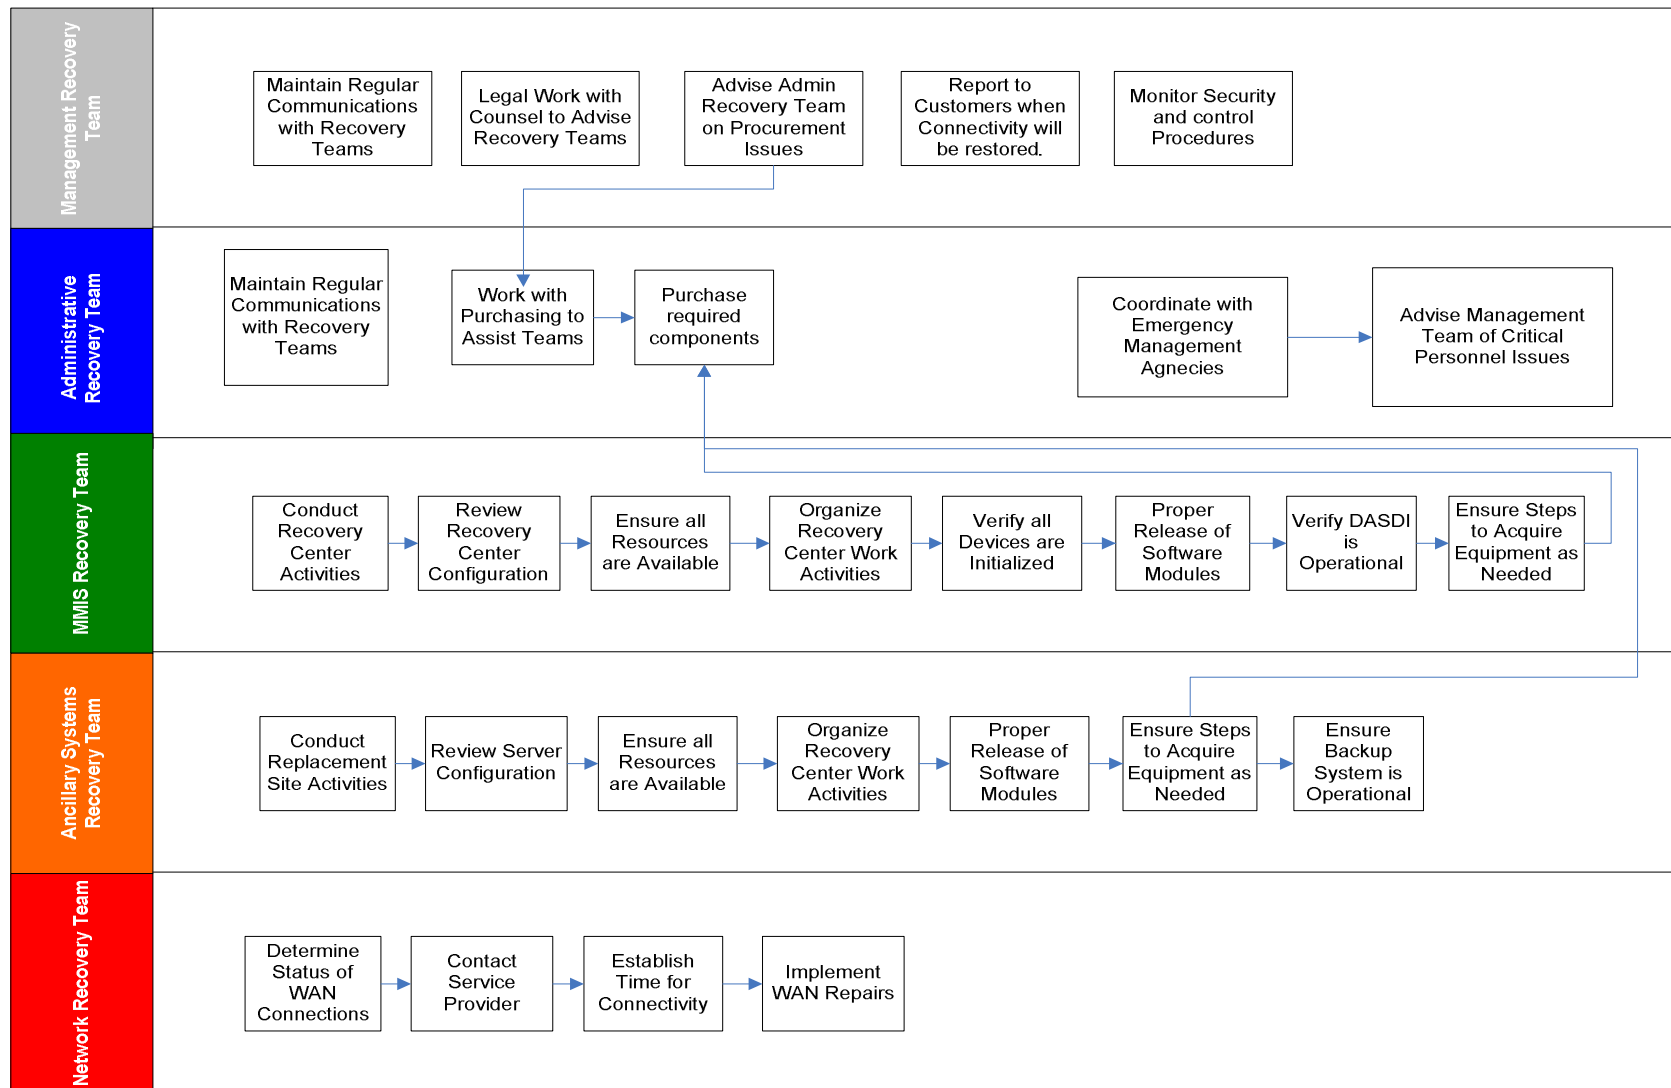 Management Recovery
Team
Maintain Regular
Communications
with Recovery
Teams
Legal Work with
Counsel to Advise
Recovery Teams
Advise Admin
Recovery Team
on Procurement
Issues
Report to
Customers when
Connectivity will
be restored.
Monitor Security
and control
Procedures
Administrative
Recovery Team
Maintain Regular
Communications
with Recovery
Teams
Work with
Purchasing to
Assist Teams
Purchase
required
components
Coordinate with
Emergency
Management
Agnecies
Advise Management
Team of Critical
Personnel Issues
MMIS Recovery Team
Conduct
Recovery
Center
Activities
Review
Recovery
Center
Configuration
Ensure all
Resources
are Available
Organize
Recovery
Center Work
Activities
Verify all
Devices are
Initialized
Proper
Release of
Software
Modules
Verify DASDI
is
Operational
Ensure Steps
to Acquire
Equipment as
Needed
Ancillary Systems
Recovery Team
Conduct
Replacement
Site Activities
Review Server
Configuration
Ensure all
Resources
are Available
Organize
Recovery
Center Work
Activities
Proper
Release of
Software
Modules
Ensure Steps
to Acquire
Equipment as
Needed
Ensure
Backup
System is
Operational
Network Recovery Team
Determine
Status of
WAN
Connections
Contact
Service
Provider
Establish
Time for
Connectivity
Implement
WAN Repairs